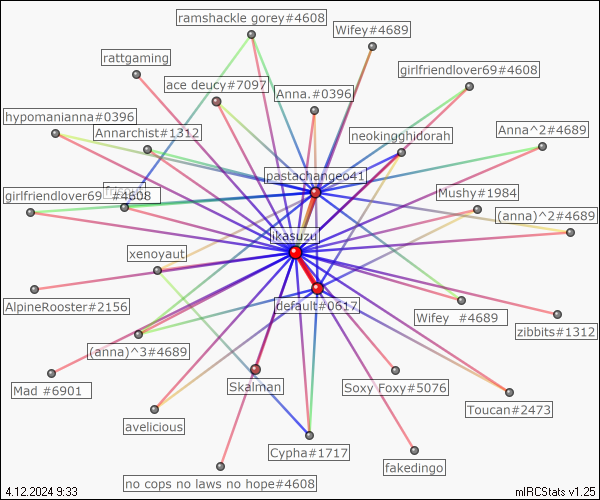 ramshackle gorey#4608
Wifey#4689
rattgaming
girlfriendlover69#4608
ace deucy#7097
Anna.#0396
hypomanianna#0396
Annarchist#1312
neokingghidorah
Anna^2#4689
pastachangeo41
girlfriendlover69 #4608
Mushy#1984
(anna)^2#4689
jikasuzu
xenoyaut
AlpineRooster#2156
default#0617
Wifey #4689
zibbits#1312
(anna)^3#4689
Mad #6901
Skalman
Soxy Foxy#5076
Toucan#2473
avelicious
Cypha#1717
fakedingo
no cops no laws no hope#4608
4.12.2024 9:33
mIRCStats v1.25